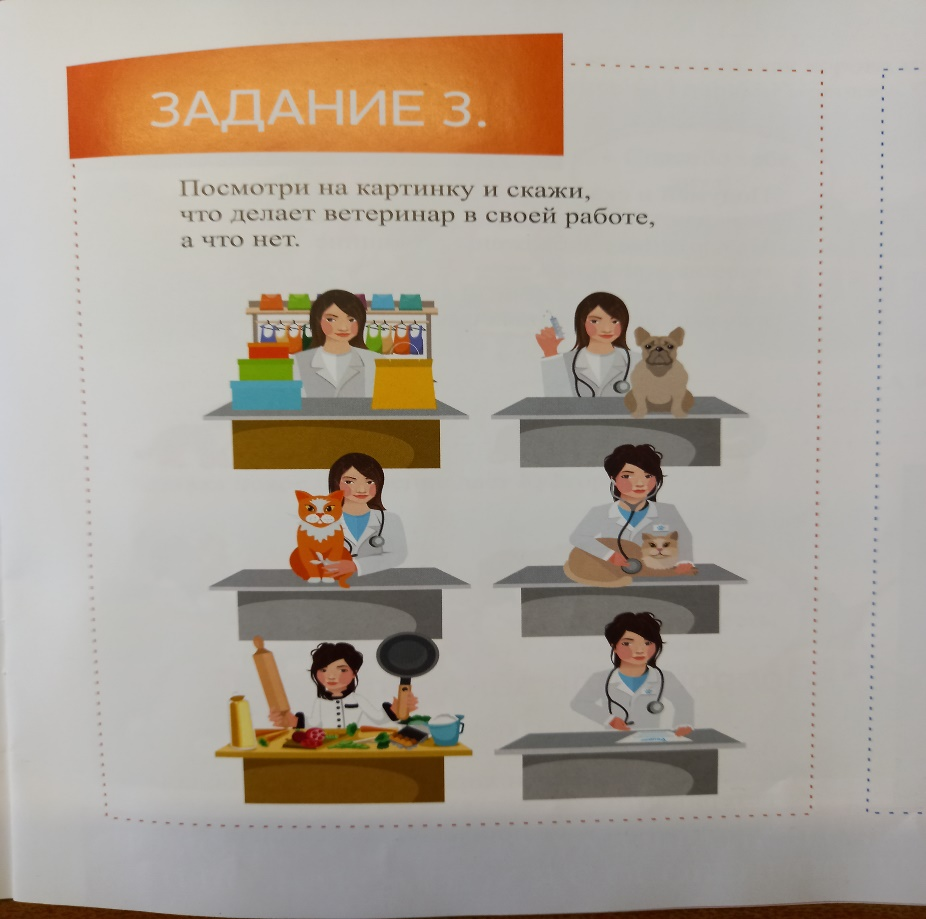 ЗАДАНИЕ 3.
Посмотри на картинку и скажи,
что делает ветеринар в своей работе,
а что нет.